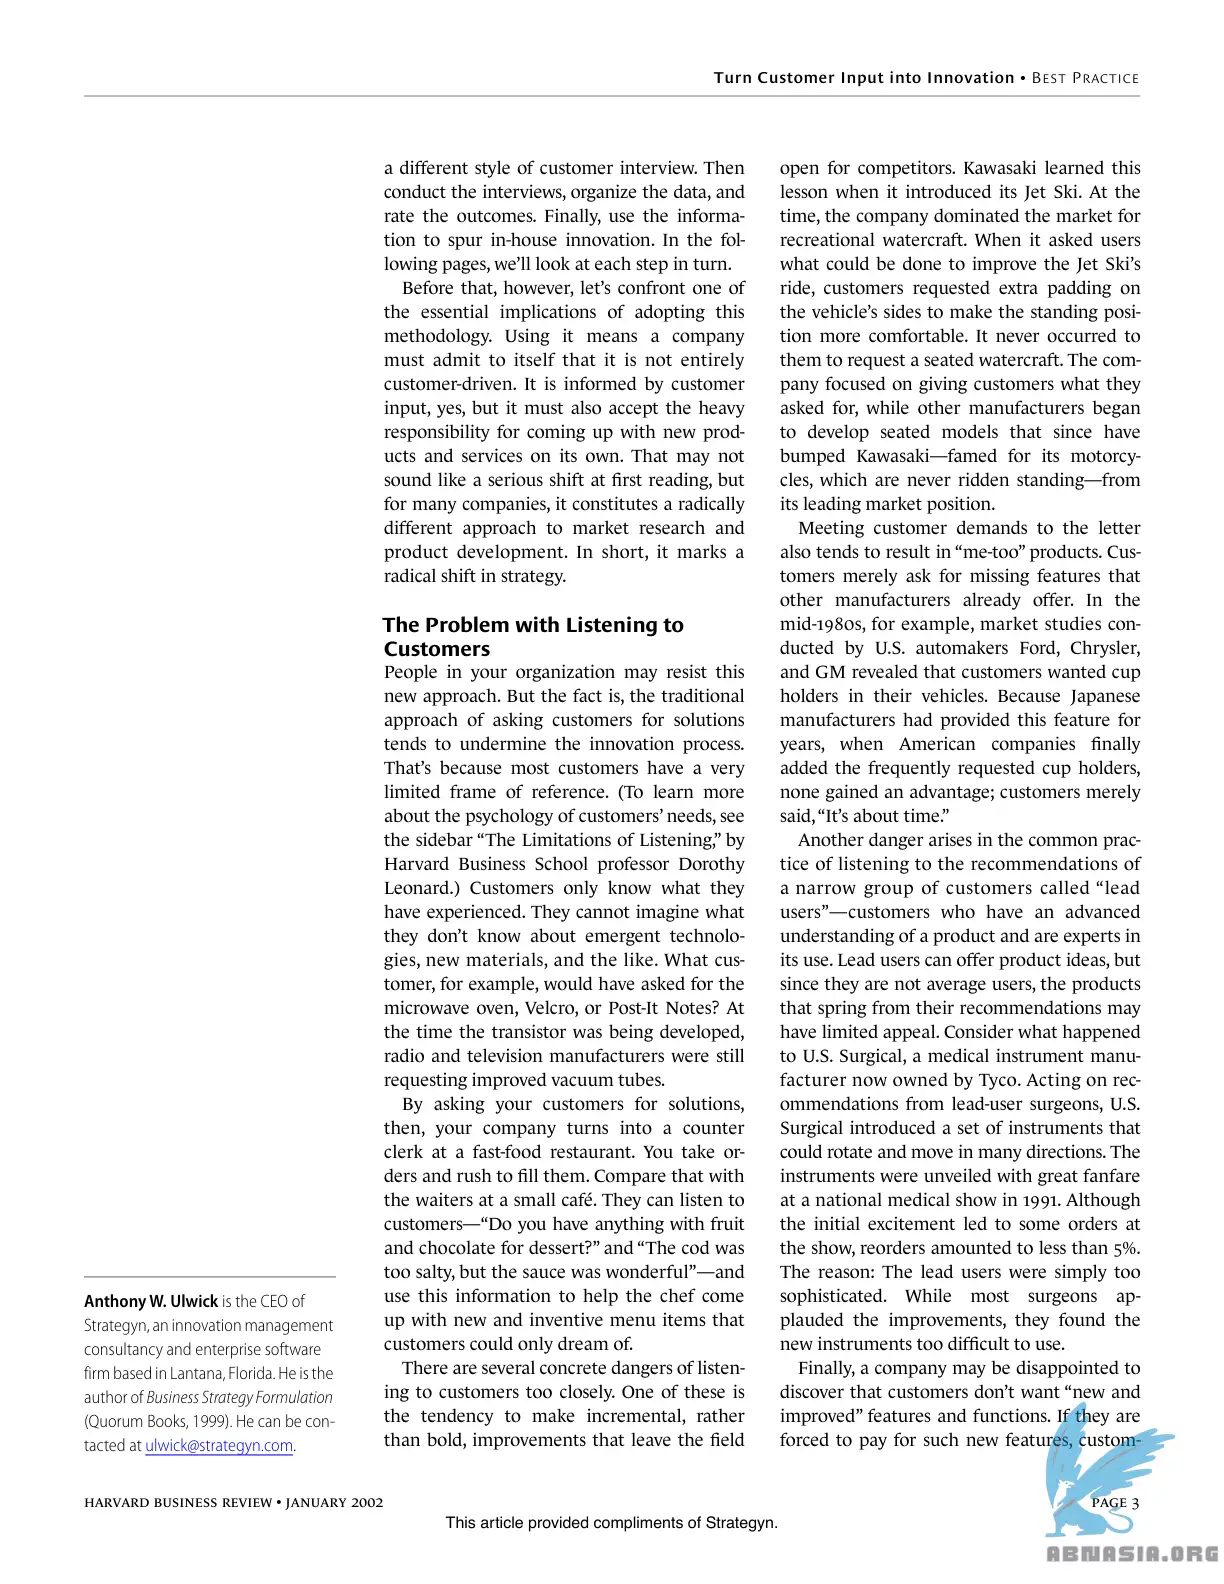 Turn Customer Input into Innovation • BEST PRACTICE
a different style of customer interview. Then
conduct the interviews, organize the data, and
rate the outcomes. Finally, use the informa-
tion to spur in-house innovation. In the fol-
lowing pages, we’ll look at each step in turn.
Before that, however, let’s confront one of
the essential implications of adopting this
methodology. Using it means a company
must admit to itself that it is not entirely
customer-driven. It is informed by customer
input, yes, but it must also accept the heavy
responsibility for coming up with new prod-
ucts and services on its own. That may not
sound like a serious shift at first reading, but
for many companies, it constitutes a radically
different approach to market research and
product development. In short, it marks a
radical shift in strategy.
The Problem with Listening to
Customers
People in your organization may resist this
new approach. But the fact is, the traditional
approach of asking customers for solutions
tends to undermine the innovation process.
That’s because most customers have a very
limited frame of reference. (To learn more
about the psychology of customers’ needs, see
the sidebar “The Limitations of Listening,” by
Harvard Business School professor Dorothy
Leonard.) Customers only know what they
have experienced. They cannot imagine what
they don’t know about emergent technolo-
gies, new materials, and the like. What cus-
tomer, for example, would have asked for the
microwave oven, Velcro, or Post-It Notes? At
the time the transistor was being developed,
radio and television manufacturers were still
requesting improved vacuum tubes.
By asking your customers for solutions,
then, your company turns into a counter
clerk at a fast-food restaurant. You take or-
ders and rush to fill them. Compare that with
the waiters at a small café. They can listen to
customers—“Do you have anything with fruit
and chocolate for dessert?” and “The cod was
too salty, but the sauce was wonderful”—and
use this information to help the chef come
up with new and inventive menu items that
customers could only dream of.
There are several concrete dangers of listen-
ing to customers too closely. One of these is
the tendency to make incremental, rather
than bold, improvements that leave the field
open for competitors. Kawasaki learned this
lesson when it introduced its Jet Ski. At the
time, the company dominated the market for
recreational watercraft. When it asked users
what could be done to improve the Jet Ski’s
ride, customers requested extra padding on
the vehicle’s sides to make the standing posi-
tion more comfortable. It never occurred to
them to request a seated watercraft. The com-
pany focused on giving customers what they
asked for, while other manufacturers began
to develop seated models that since have
bumped Kawasaki—famed for its motorcy-
cles, which are never ridden standing—from
its leading market position.
Meeting customer demands to the letter
also tends to result in “me-too” products. Cus-
tomers merely ask for missing features that
other manufacturers already offer. In the
mid-1980s, for example, market studies con-
ducted by U.S. automakers Ford, Chrysler,
and GM revealed that customers wanted cup
holders in their vehicles. Because Japanese
manufacturers had provided this feature for
years, when American companies finally
added the frequently requested cup holders,
none gained an advantage; customers merely
said, “It’s about time.”
Another danger arises in the common prac-
tice of listening to the recommendations of
a narrow group of customers called “lead
users”—customers who have an advanced
understanding of a product and are experts in
its use. Lead users can offer product ideas, but
since they are not average users, the products
that spring from their recommendations may
have limited appeal. Consider what happened
to U.S. Surgical, a medical instrument manu-
facturer now owned by Tyco. Acting on rec-
ommendations from lead-user surgeons, U.S.
Surgical introduced a set of instruments that
could rotate and move in many directions. The
instruments were unveiled with great fanfare
at a national medical show in 1991. Although
the initial excitement led to some orders at
the show, reorders amounted to less than 5%.
The reason: The lead users were simply too
sophisticated. While most surgeons ap-
plauded the improvements, they found the
new instruments too difficult to use.
Finally, a company may be disappointed to
discover that customers don’t want “new and
improved” features and functions. If they are
forced to pay for such new features, custom-
Anthony W. Ulwick is the CEO of
Strategyn, an innovation management
consultancy and enterprise software
firm based in Lantana, Florida. He is the
author of Business Strategy Formulation
(Quorum Books, 1999). He can be con-
tacted at ulwick@strategyn.com.
HARVARD BUSINESS REVIEW • JANUARY 2002
PAGE 3
This article provided compliments of Strategyn.
ABNASIA.ORG